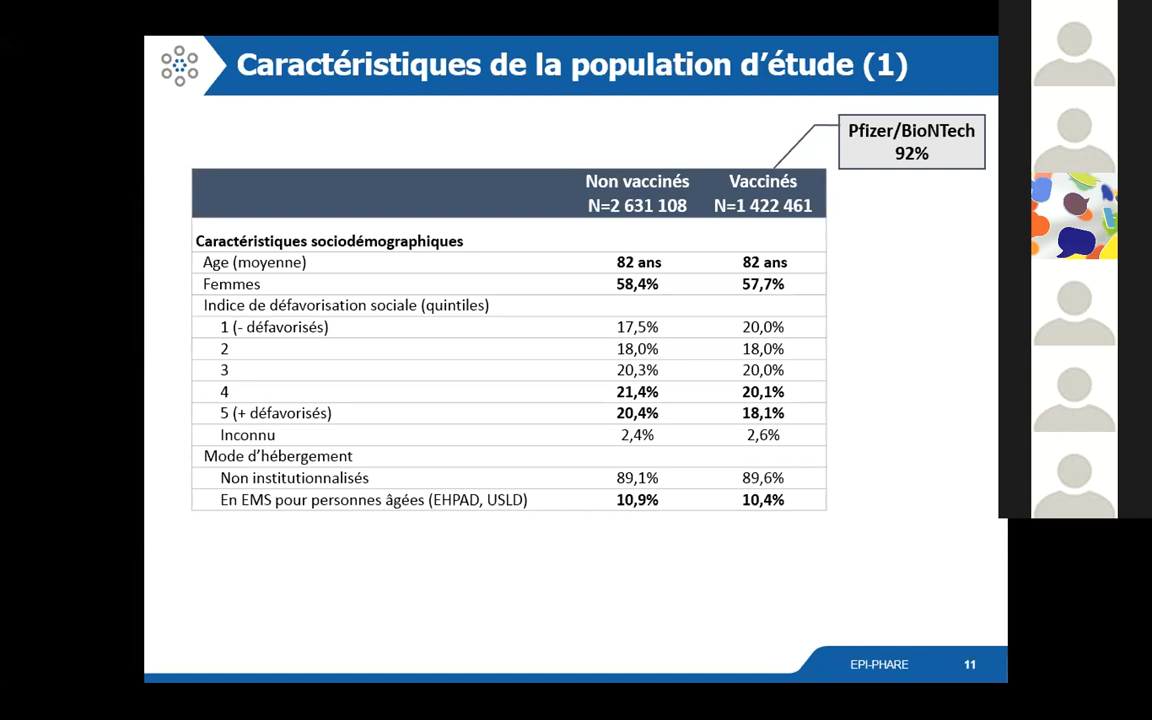 Caractéristiques de la population d’étude (1)
Pfizer/BioNTech
92%
Non vaccinés Vaccinés
N=2 631 108 N=1 422 461
Caractéristiques sociodémographiques
Age (moyenne) 82 ans 82 ans
Femmes 58,4% 57,7%
Indice de défavorisation sociale (quintiles)
1 (- défavorisés) 17,5% 20,0%
2 18,0% 18,0%
3 20,3% 20,0%
4 21,4% 20,1%
5 (+ défavorisés) 20,4% 18,1%
Inconnu 2,4% 2,6%
Mode d’hébergement
Non institutionnalisés 89,1% 89,6%
En EMS pour personnes âgées (EHPAD, USLD) 10,9% 10,4%
EPI-PHARE 11